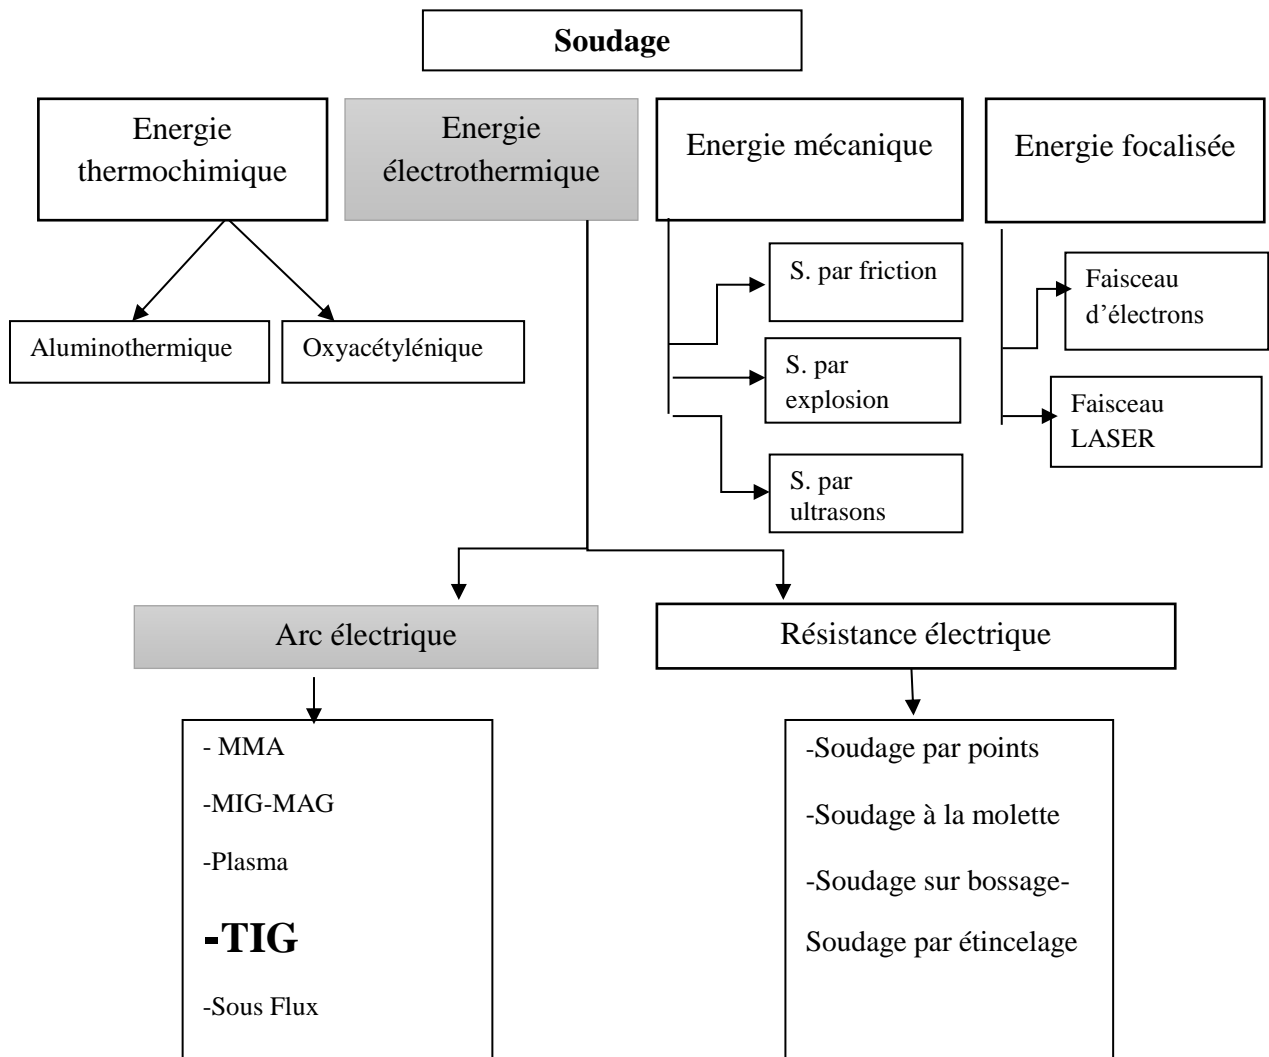 Soudage
Energie
thermochimique
Energie
électrothermique
Energie mécanique
Energie focalisée
S. par friction
Faisceau
d’électrons
Aluminothermique
Oxyacétylénique
S. par
explosion
Faisceau
LASER
S. par
ultrasons
Arc électrique
Résistance électrique
- MMA
-MIG-MAG
-Plasma
-TIG
-Sous Flux
-Soudage par points
-Soudage à la molette
-Soudage sur bossage-
Soudage par étincelage